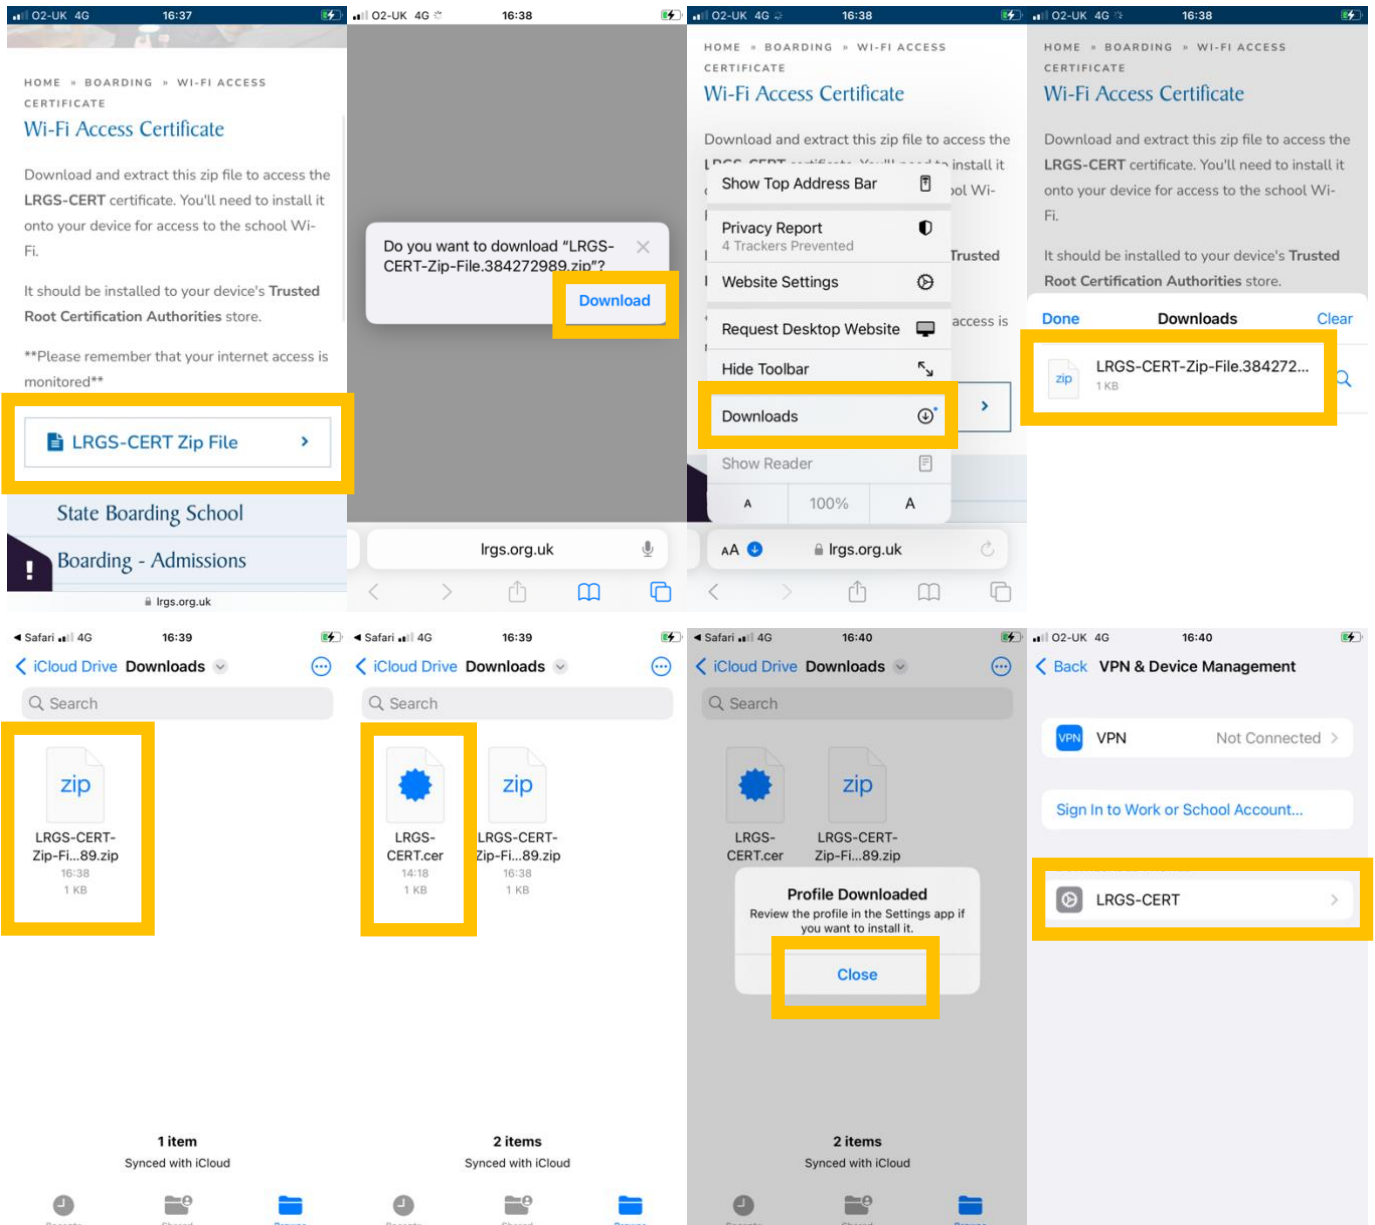 O2-UK 4G 16:37
HOME » BOARDING » WI-FI ACCESS
CERTIFICATE
Wi-Fi Access Certificate
Download and extract this zip file to access the
LRGS-CERT certificate. You'll need to install it
onto your device for access to the school Wi-
Fi.
It should be installed to your device's Trusted
Root Certification Authorities store.
**Please remember that your internet access is
monitored**
LRGS-CERT Zip File
State Boarding School
Boarding - Admissions
!
lrgs.org.uk
O2-UK 4G 16:38
Do you want to download “LRGS-
CERT-Zip-File.384272989.zip”?
Download
lrgs.org.uk
O2-UK 4G 16:38
HOME » BOARDING » WI-FI ACCESS
CERTIFICATE
Wi-Fi Access Certificate
Download and extract this zip file to access the
install it
Show Top Address Bar
ol Wi-
Privacy Report
4 Trackers Prevented
Trusted
Website Settings
Request Desktop Website
access is
Hide Toolbar
Downloads
Show Reader
A 100% A
AA lrgs.org.uk
O2-UK 4G 16:38
HOME » BOARDING » WI-FI ACCESS
CERTIFICATE
Wi-Fi Access Certificate
Download and extract this zip file to access the
LRGS-CERT certificate. You'll need to install it
onto your device for access to the school Wi-
Fi.
It should be installed to your device's Trusted
Root Certification Authorities store.
Done Downloads Clear
zip
LRGS-CERT-Zip-File.384272...
1 KB
Safari 4G 16:39
iCloud Drive Downloads
Search
zip
LRGS-CERT-
Zip-Fi...89.zip
16:38
1 KB
1 item
Synced with iCloud
Safari 4G 16:39
iCloud Drive Downloads
Search
zip
LRGS- LRGS-CERT-
CERT.cer Zip-Fi...89.zip
14:18 16:38
1 KB 1 KB
2 items
Synced with iCloud
Safari 4G 16:40
iCloud Drive Downloads
Search
zip
LRGS- LRGS-CERT-
CERT.cer Zip-Fi...89.zip
Profile Downloaded
Review the profile in the Settings app if
you want to install it.
Close
2 items
Synced with iCloud
O2-UK 4G 16:40
Back VPN & Device Management
VPN VPN Not Connected
Sign In to Work or School Account...
LRGS-CERT